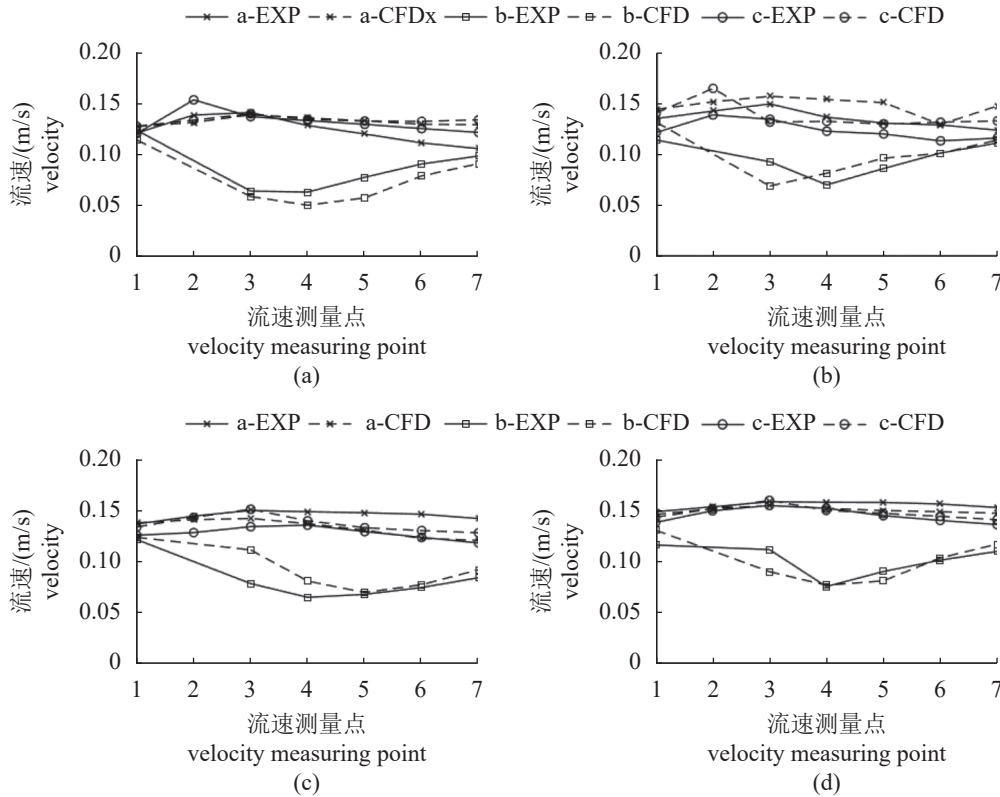 a-EXP a-CFDx b-EXP b-CFD c-EXP c-CFD
0.20
0.15
0.10
0.05
0
流速/(m/s)
velocity
1 2 3 4 5 6 7
流速测量点
velocity measuring point
(a)
0.20
0.15
0.10
0.05
0
流速/(m/s)
velocity
1 2 3 4 5 6 7
流速测量点
velocity measuring point
(b)
a-EXP a-CFD b-EXP b-CFD c-EXP c-CFD
0.20
0.15
0.10
0.05
0
流速/(m/s)
velocity
1 2 3 4 5 6 7
流速测量点
velocity measuring point
(c)
0.20
0.15
0.10
0.05
0
流速/(m/s)
velocity
1 2 3 4 5 6 7
流速测量点
velocity measuring point
(d)